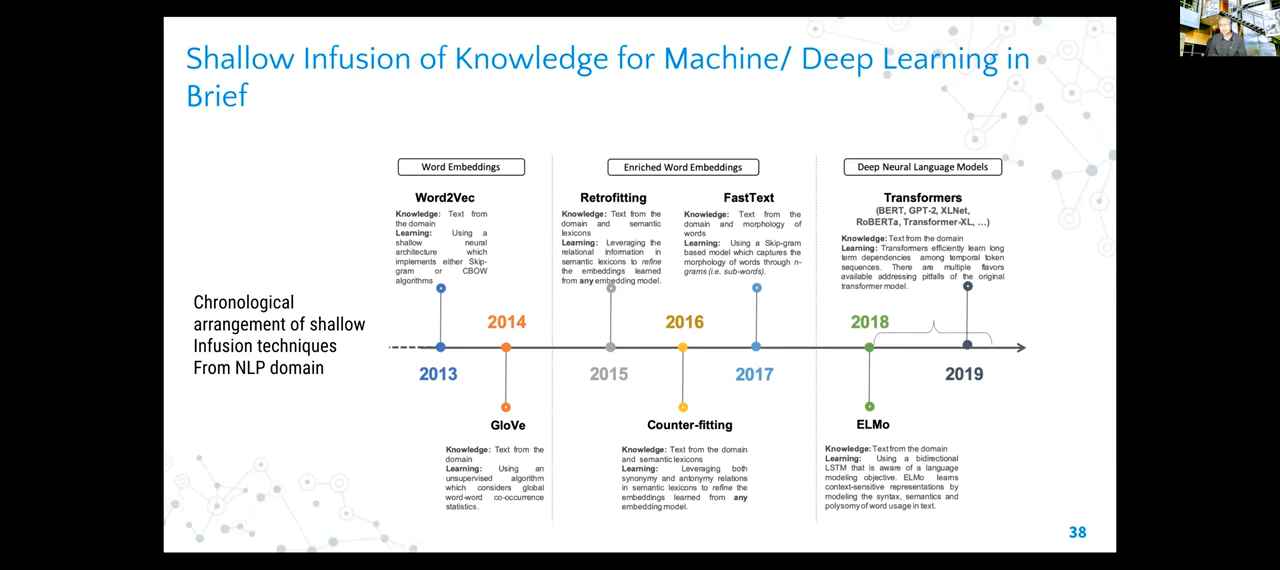 Shallow Infusion of Knowledge for Machine/ Deep Learning in
Brief
Word Embeddings
Enriched Word Embeddings
Deep Neural Language Models
Word2Vec
Knowledge: Text from
the domain
Learning: Using a
shallow neural
architecture which
implements either Skip-
gram or CBOW
algorithms
Retrofitting
Knowledge: Text from the
domain and semantic
lexicons
Learning: Leveraging the
relational information in
semantic lexicons to refine
the embeddings learned
from any embedding model.
FastText
Knowledge: Text from the
domain and morphology of
words
Learning: Using a Skip-gram
based model which captures the
morphology of words through n-
grams (i.e. sub-words).
Transformers
(BERT, GPT-2, XLNet,
RoBERTa, Transformer-XL, ...)
Knowledge: Text from the domain
Learning: Transformers efficiently learn long
term dependencies among temporal token
sequences. There are multiple flavors
available addressing pitfalls of the original
transformer model.
Chronological
arrangement of shallow
Infusion techniques
From NLP domain
2013
2014
2015
2016
2017
2018
2019
GloVe
Knowledge: Text from the
domain
Learning: Using an
unsupervised algorithm
which considers global
word-word co-occurrence
statistics.
Counter-fitting
Knowledge: Text from the domain
and semantic lexicons
Learning: Leveraging both
synonymy and antonymy relations
in semantic lexicons to refine the
embeddings learned from any
embedding model.
ELMo
Knowledge: Text from the domain
Learning: Using a bidirectional
LSTM that is aware of a language
modeling objective. ELMo learns
context-sensitive representations by
modeling the syntax, semantics and
polysomy of word usage in text.
38